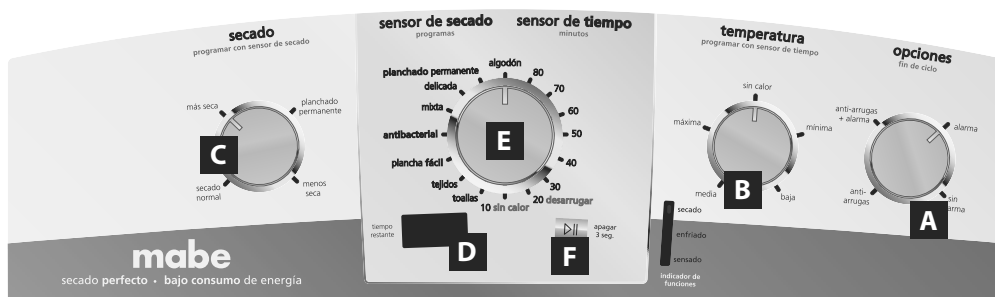 secado
programar con sensor de secado
más seca
planchado
permanente
C
secado
normal
menos
seca
sensor de secado
programas
sensor de tiempo
minutos
algodón
planchado permanente
delicada
mixta
antibacterial
plancha fácil
tejidos
toallas
80
70
60
50
40
30
20 desarrugar
10 sin calor
E
tiempo
restante
D
F
apagar
3 seg.
temperatura
programar con sensor de tiempo
sin calor
máxima
mínima
media
baja
B
opciones
fin de ciclo
anti-arrugas
+ alarma
alarma
anti-
arrugas
sin
A
secado
enfriado
sensado
indicador de
funciones
mabe
secado perfecto • bajo consumo de energía